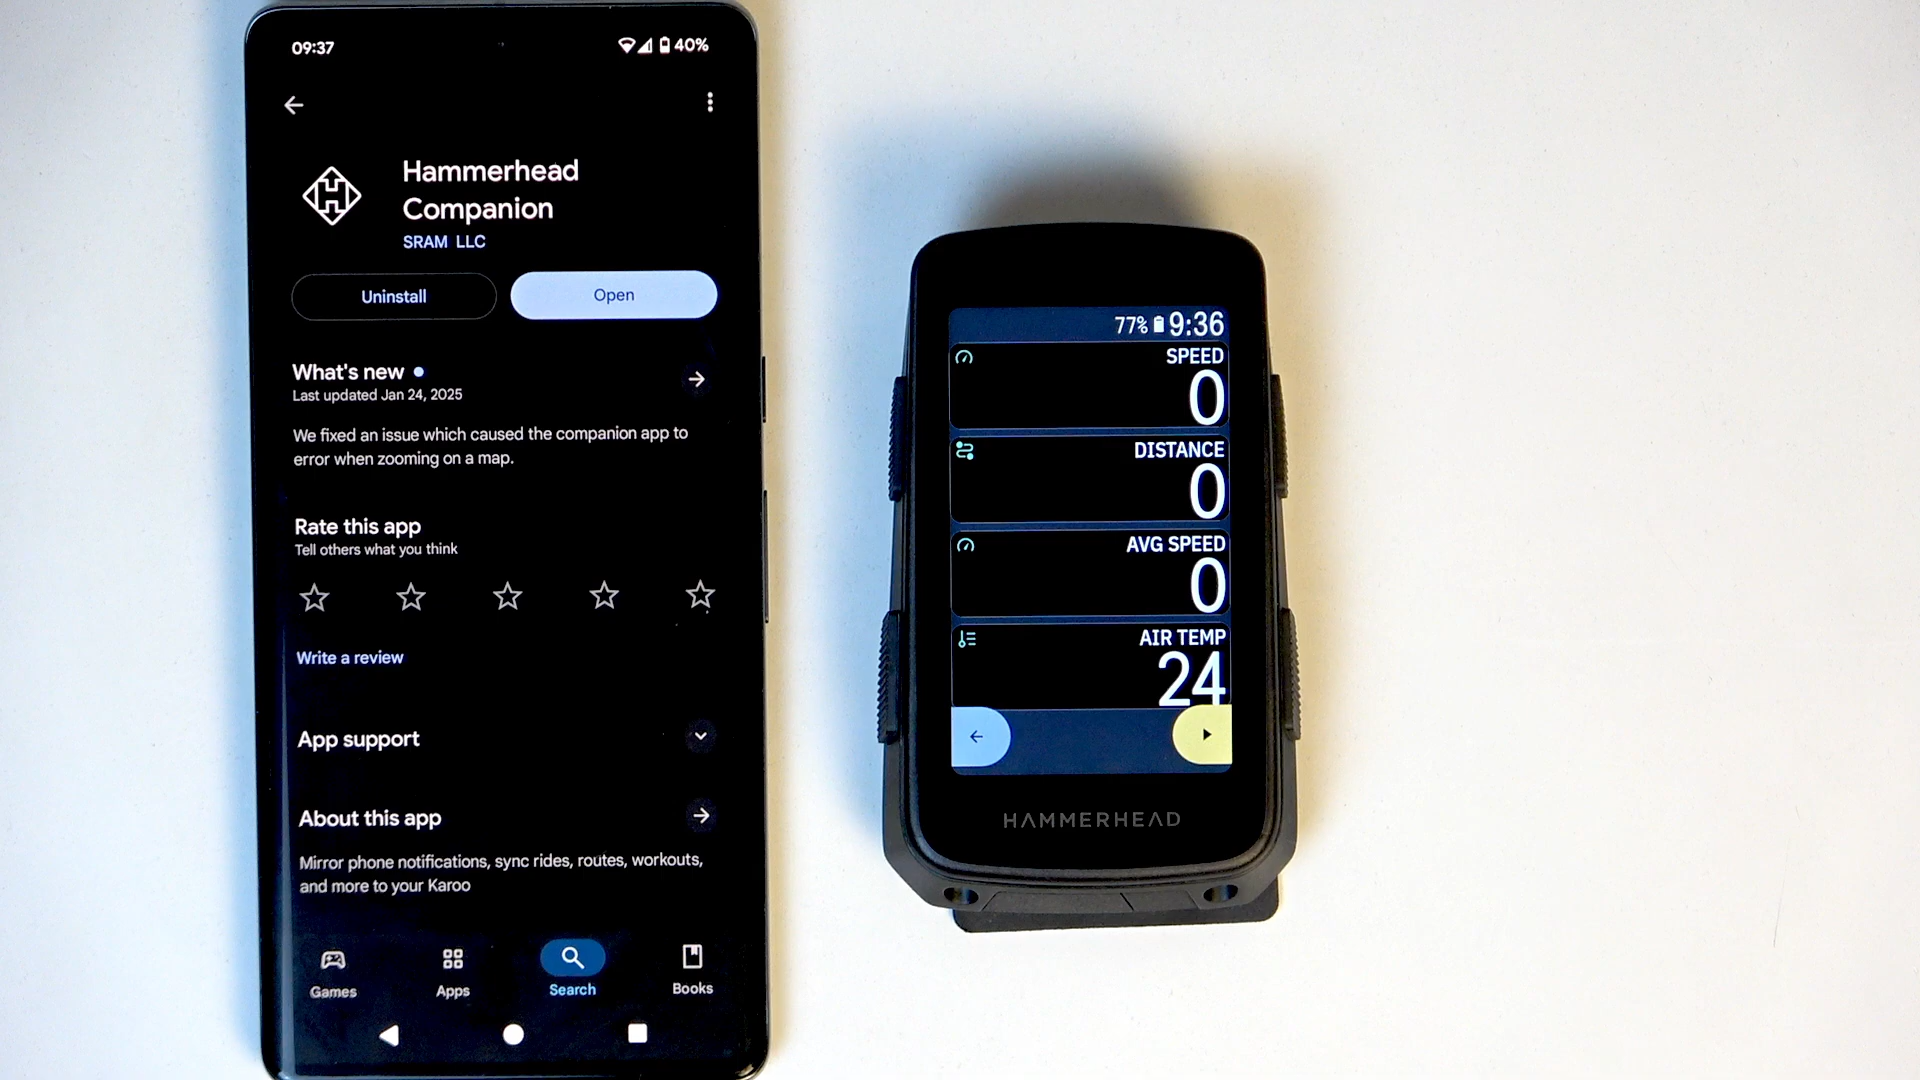 09:37
40%
Hammerhead
Companion
SRAM LLC
Uninstall
Open
What's new
Last updated Jan 24, 2025
We fixed an issue which caused the companion app to
error when zooming on a map.
Rate this app
Tell others what you think
Write a review
App support
About this app
Mirror phone notifications, sync rides, routes, workouts,
and more to your Karoo
Games
Apps
Search
Books
77% 9:36
SPEED
0
DISTANCE
0
AVG SPEED
0
AIR TEMP
24
HAMMERHEAD